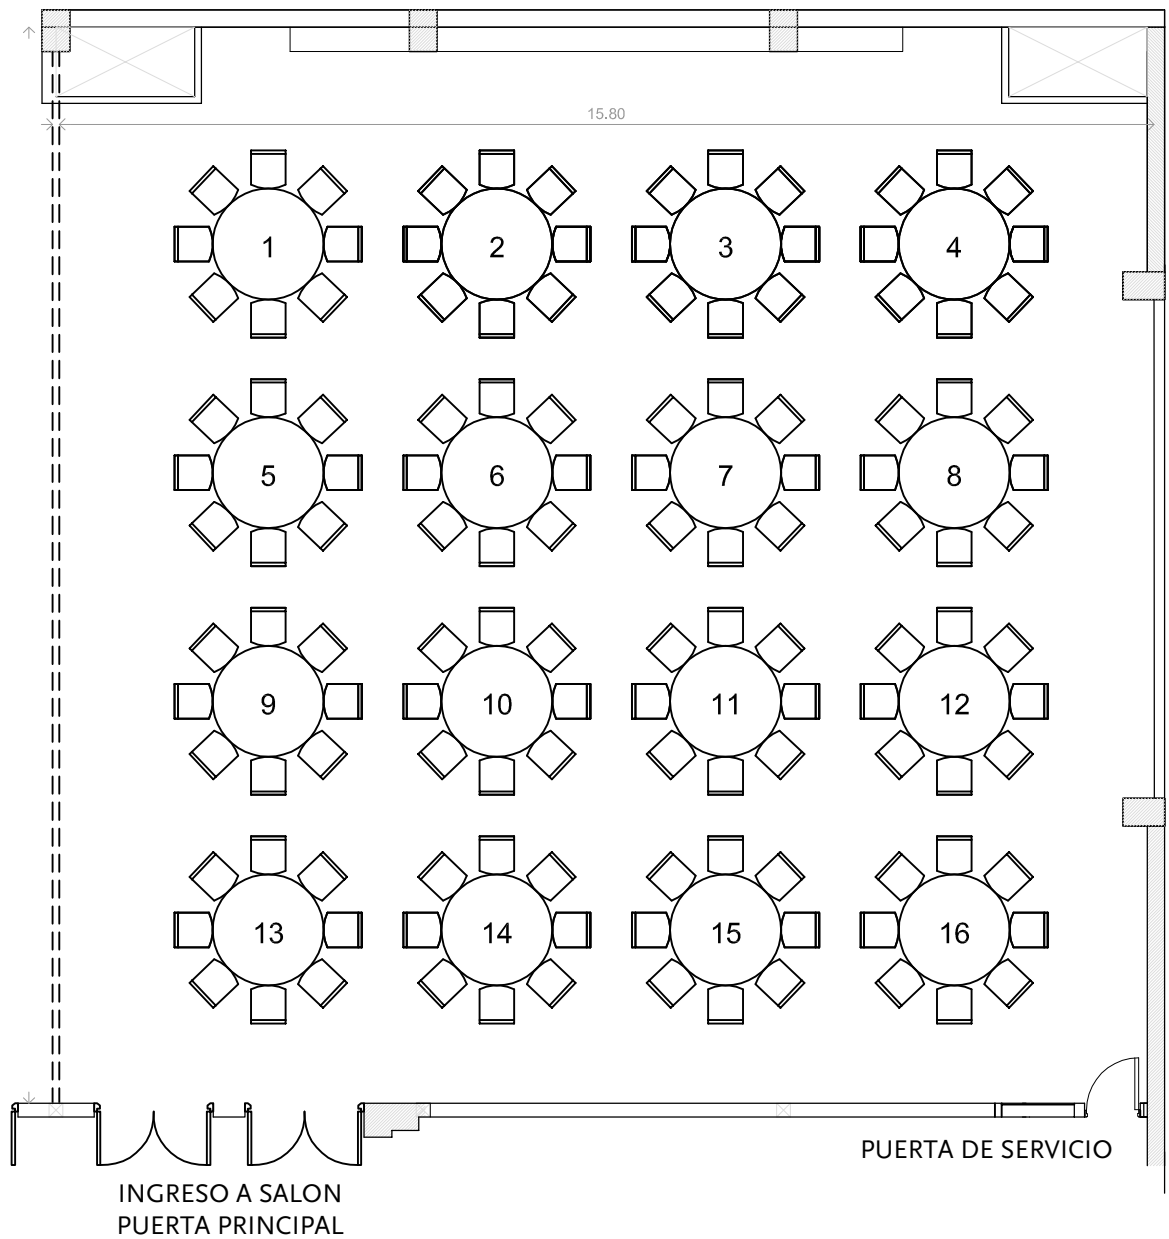 15.80
1 2 3 4
5 6 7 8
9 10 11 12
13 14 15 16
PUERTA DE SERVICIO
INGRESO A SALON
PUERTA PRINCIPAL